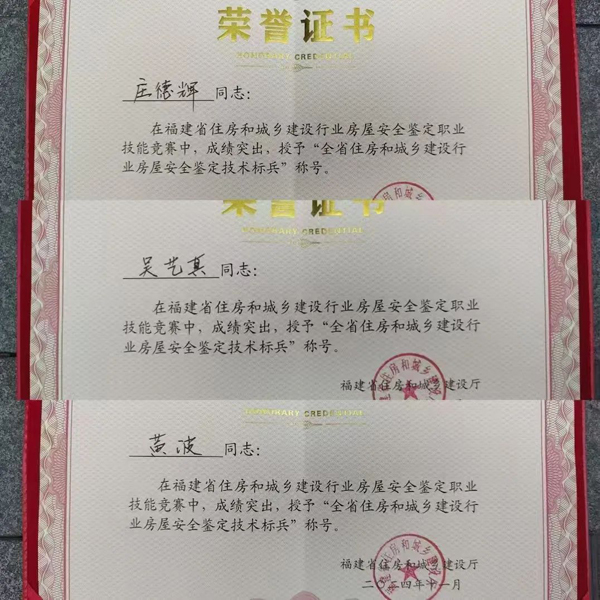 荣誉证书
HONORARY CREDENTIAL
庄德辉同志：
在福建省住房和城乡建设行业房屋安全鉴定职业
技能竞赛中，成绩突出，授予“全省住房和城乡建设行
业房屋安全鉴定技术标兵”称号。
荣誉证书
HONORARY CREDENTIAL
吴艺真同志：
在福建省住房和城乡建设行业房屋安全鉴定职业
技能竞赛中，成绩突出，授予“全省住房和城乡建设行
业房屋安全鉴定技术标兵”称号。
福建省住房和城乡建设厅
HONORARY CREDENTIAL
黄波同志：
在福建省住房和城乡建设行业房屋安全鉴定职业
技能竞赛中，成绩突出，授予“全省住房和城乡建设行
业房屋安全鉴定技术标兵”称号。
福建省住房和城乡建设厅
二〇二四年十一月